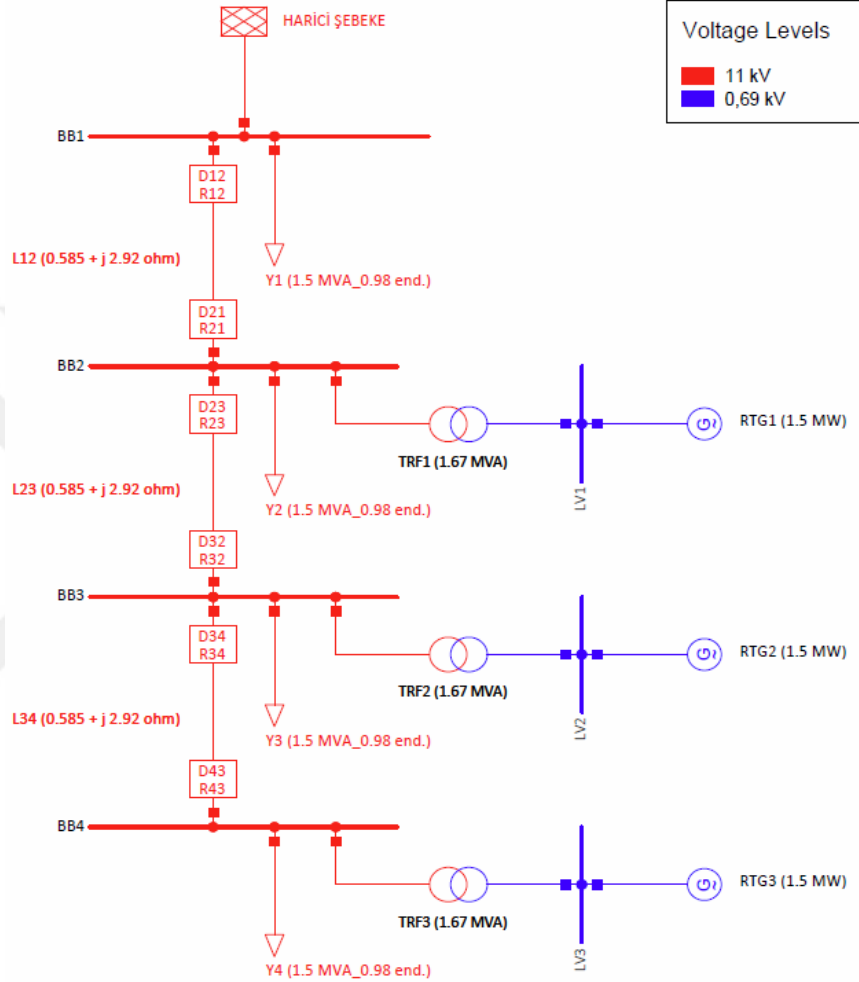 HARİCİ ŞEBEKE
Voltage Levels
11 kV
0,69 kV
BB1
D12
R12
L12 (0.585 + j 2.92 ohm)
Y1 (1.5 MVA_0.98 end.)
D21
R21
BB2
D23
R23
TRF1 (1.67 MVA)
LV1
RTG1 (1.5 MW)
G~
L23 (0.585 + j 2.92 ohm)
Y2 (1.5 MVA_0.98 end.)
D32
R32
BB3
D34
R34
TRF2 (1.67 MVA)
LV2
RTG2 (1.5 MW)
G~
L34 (0.585 + j 2.92 ohm)
Y3 (1.5 MVA_0.98 end.)
D43
R43
BB4
TRF3 (1.67 MVA)
LV3
RTG3 (1.5 MW)
G~
Y4 (1.5 MVA_0.98 end.)